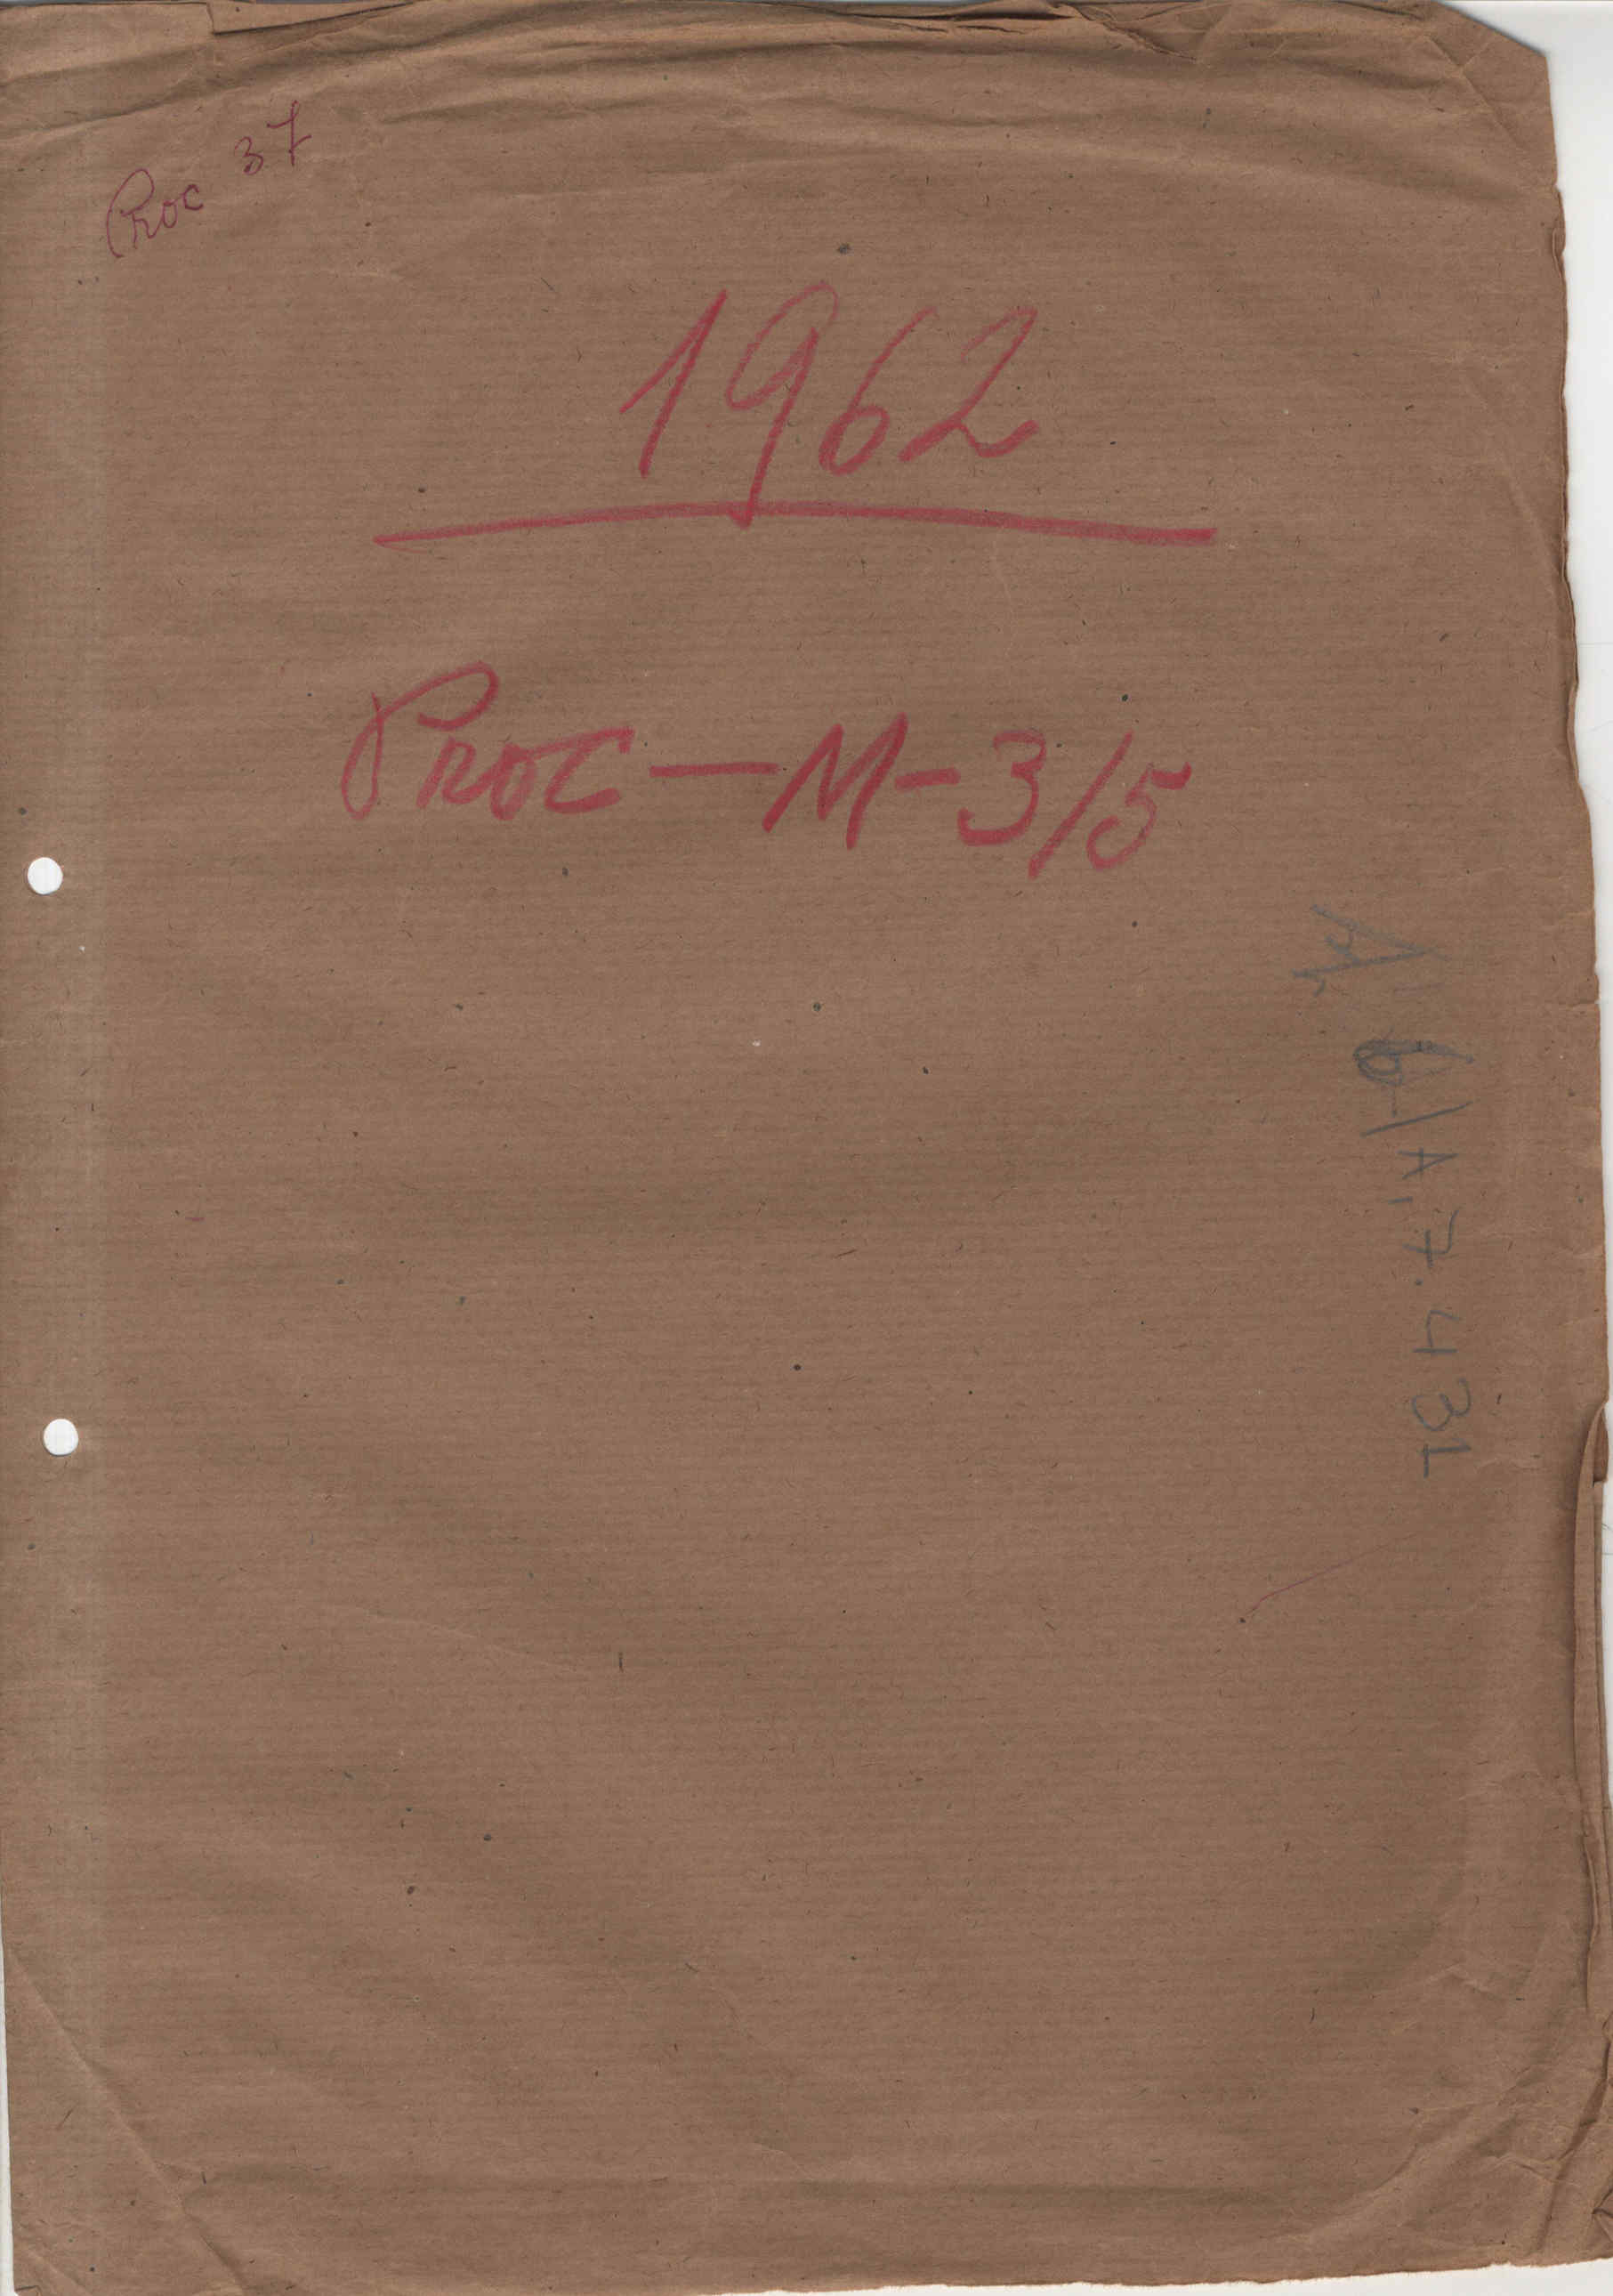 Proc 37
1962
Proc — M - 3/5
6/A.7.431